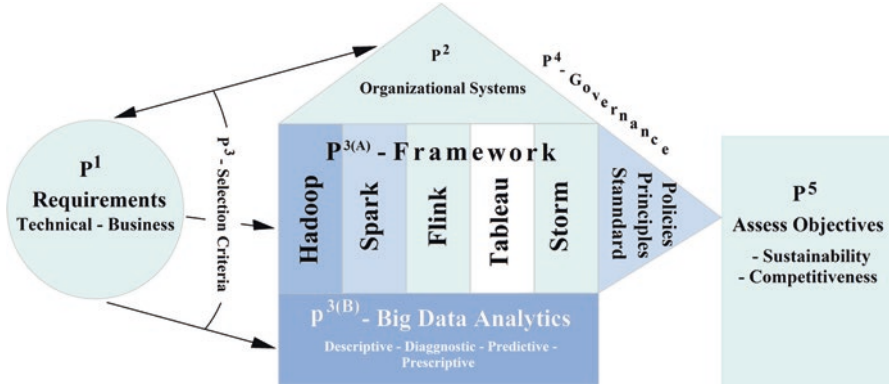 P¹
Requirements
Technical - Business
P³ - Selection Criteria
P²
Organizational Systems
P⁴ - Governance
P³⁽ᴬ⁾ - Framework
Hadoop
Spark
Flink
Tableau
Storm
Policies
Principles
Stanndard
P³⁽ᴮ⁾ - Big Data Analytics
Descriptive - Diaggnostic - Predictive -
Prescriptive
P⁵
Assess Objectives
- Sustainability
- Competitiveness